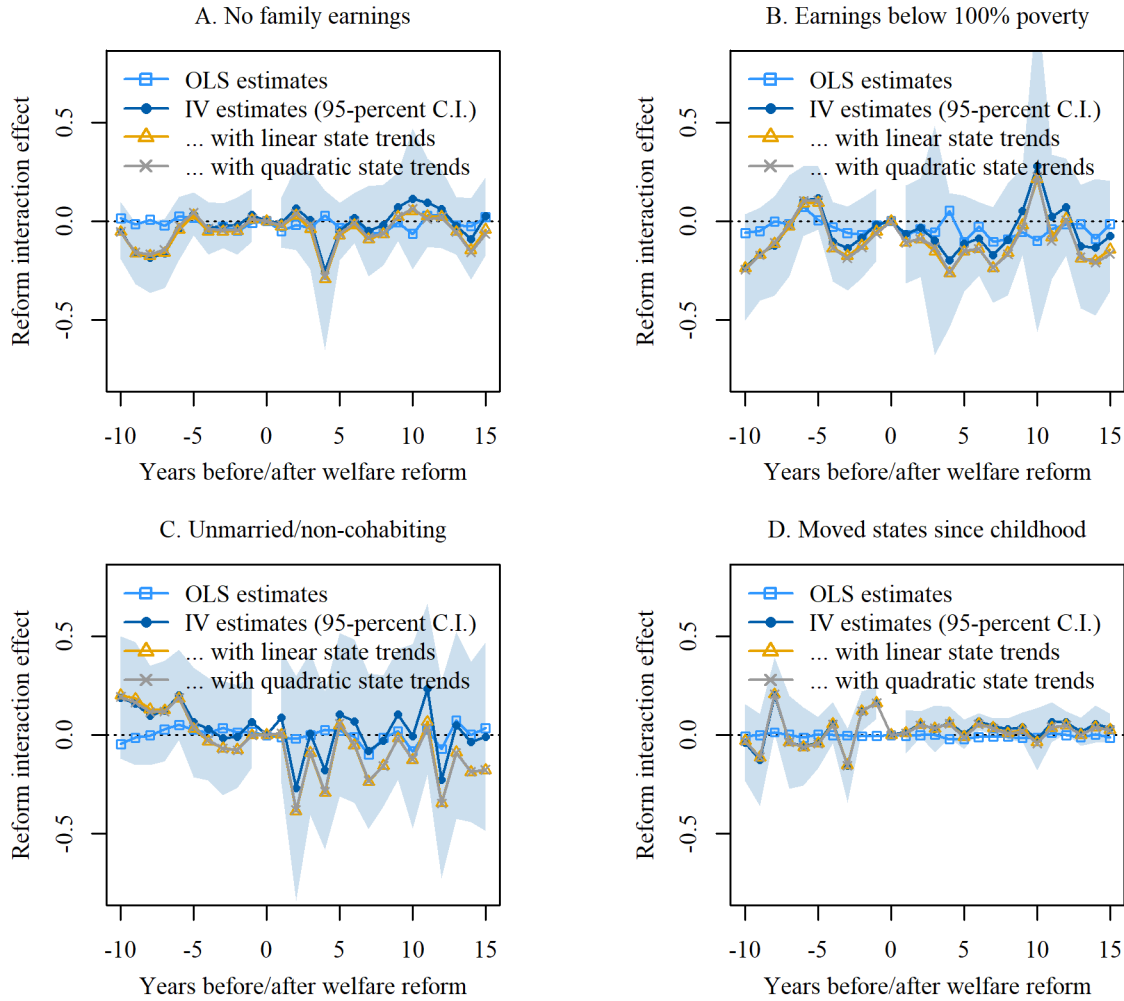 A. No family earnings
OLS estimates
IV estimates (95-percent C.I.)
... with linear state trends
... with quadratic state trends
Reform interaction effect
0.5
0.0
-0.5
-10
-5
0
5
10
15
Years before/after welfare reform
B. Earnings below 100% poverty
OLS estimates
IV estimates (95-percent C.I.)
... with linear state trends
... with quadratic state trends
Reform interaction effect
0.5
0.0
-0.5
-10
-5
0
5
10
15
Years before/after welfare reform
C. Unmarried/non-cohabiting
OLS estimates
IV estimates (95-percent C.I.)
... with linear state trends
... with quadratic state trends
Reform interaction effect
0.5
0.0
-0.5
-10
-5
0
5
10
15
Years before/after welfare reform
D. Moved states since childhood
OLS estimates
IV estimates (95-percent C.I.)
... with linear state trends
... with quadratic state trends
Reform interaction effect
0.5
0.0
-0.5
-10
-5
0
5
10
15
Years before/after welfare reform